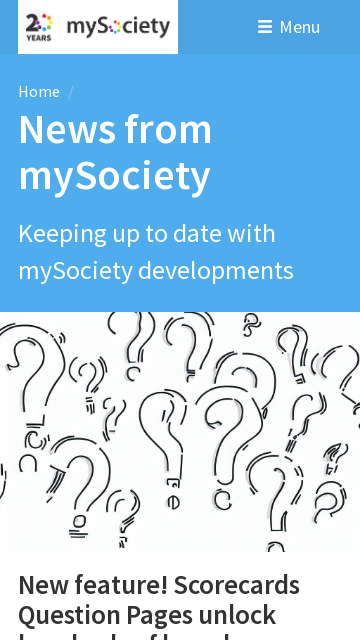 20 YEARS mySociety
Menu
Home /
News from
mySociety
Keeping up to date with
mySociety developments
New feature! Scorecards
Question Pages unlock